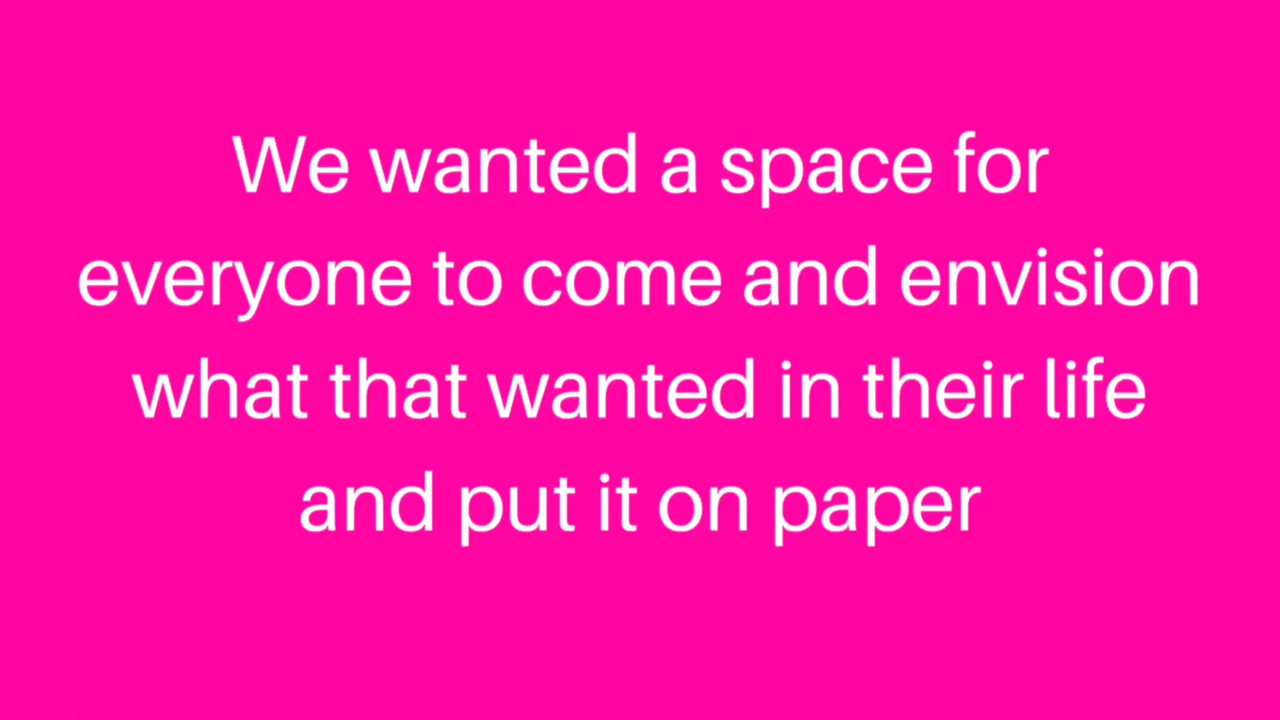 We wanted a space for
everyone to come and envision
what that wanted in their life
and put it on paper